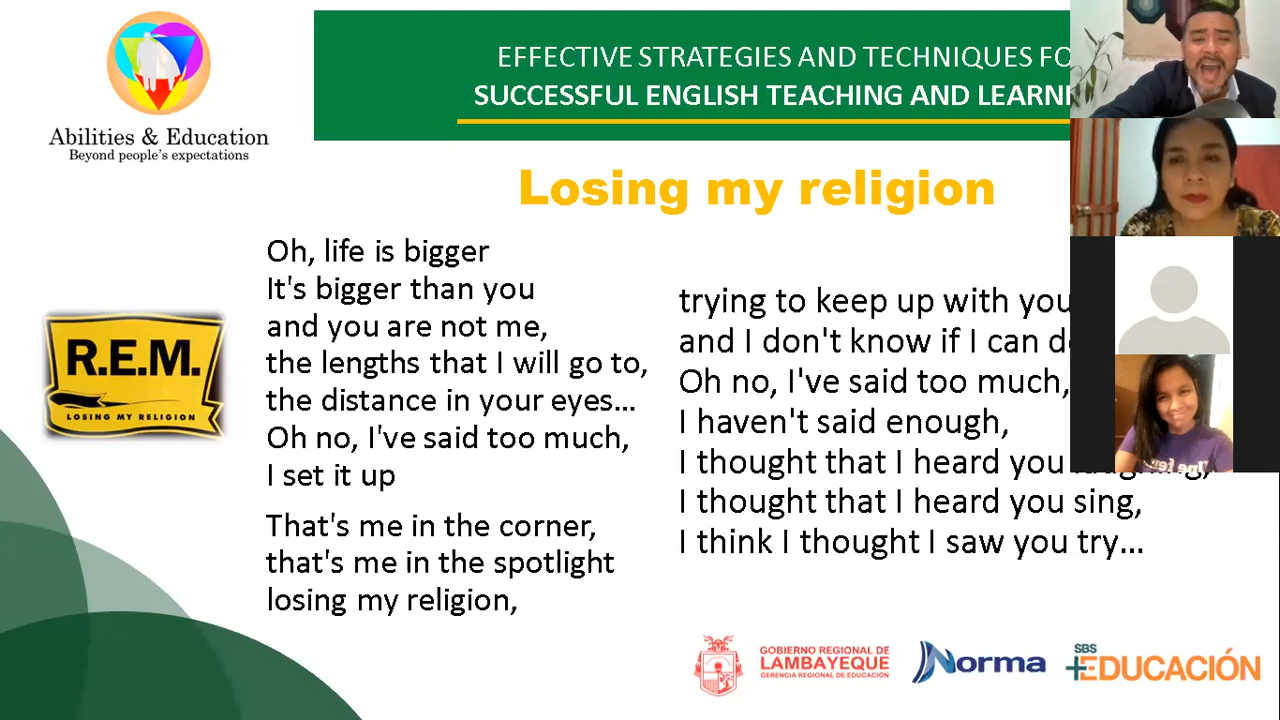 Abilities & Education
Beyond people's expectations
EFFECTIVE STRATEGIES AND TECHNIQUES
SUCCESSFUL ENGLISH TEACHING AND
Losing my religion
R.E.M.
LOSING MY RELIGION
Oh, life is bigger
It's bigger than you
and you are not me,
the lengths that I will go to,
the distance in your eyes...
Oh no, I've said too much,
I set it up
That's me in the corner,
that's me in the spotlight
losing my religion,
trying to keep up with you
and I don't know if I can
Oh no, I've said too much,
I haven't said enough,
I thought that I heard you
I thought that I heard you sing,
I think I thought I saw you try...
GOBIERNO REGIONAL DE
LAMBAYEQUE
GERENCIA REGIONAL DE EDUCACIÓN
Norma
SBS
+EDUCACIÓN